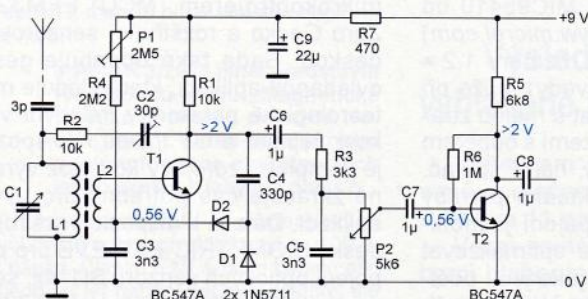 +9 V
P1
2M5
C9
22µ
R7
470
R4
2M2
C2
30p
R1
10k
R5
6k8
3p
R2
10k
>2 V
C6
1µ
>2 V
T1
C4
330p
R3
3k3
R6
1M
C8
1µ
C1
L2
L1
0,56 V
D2
C7
1µ
0,56 V
T2
C3
3n3
D1
C5
3n3
P2
5k6
0 V
BC547A
2x 1N5711
BC547A